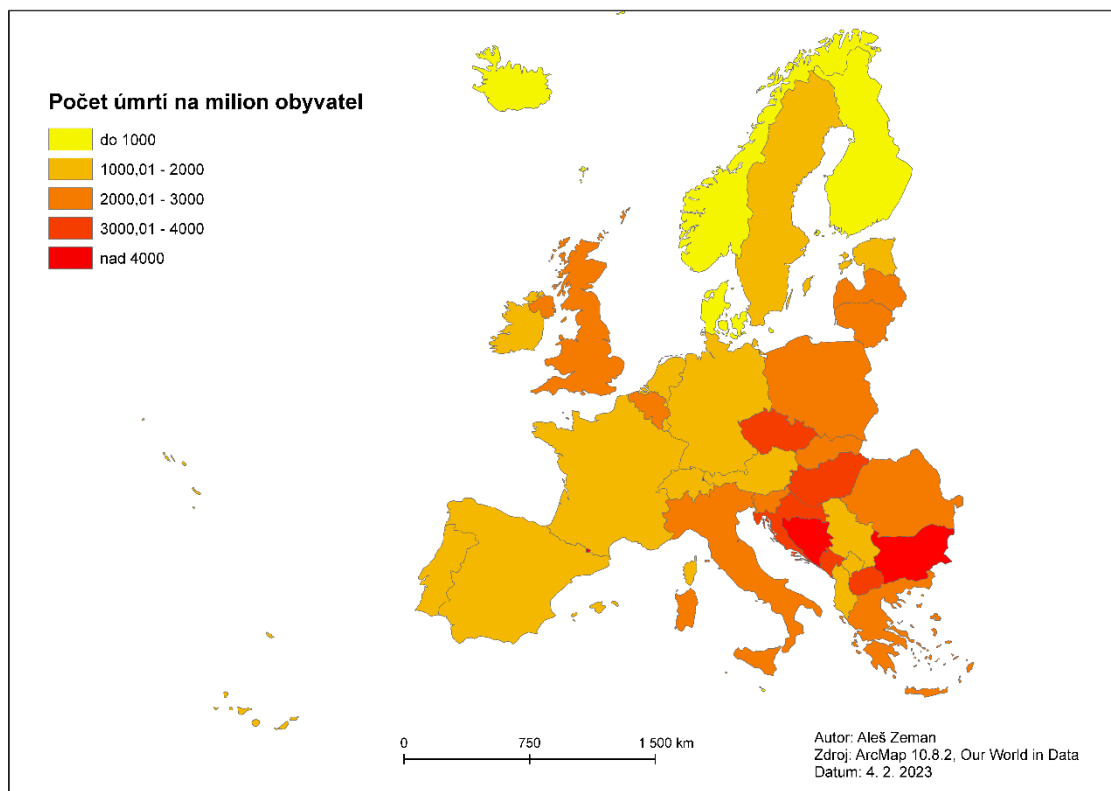 Počet úmrtí na milion obyvatel
do 1000
1000,01 - 2000
2000,01 - 3000
3000,01 - 4000
nad 4000
0 750 1 500 km
Autor: Aleš Zeman
Zdroj: ArcMap 10.8.2, Our World in Data
Datum: 4. 2. 2023